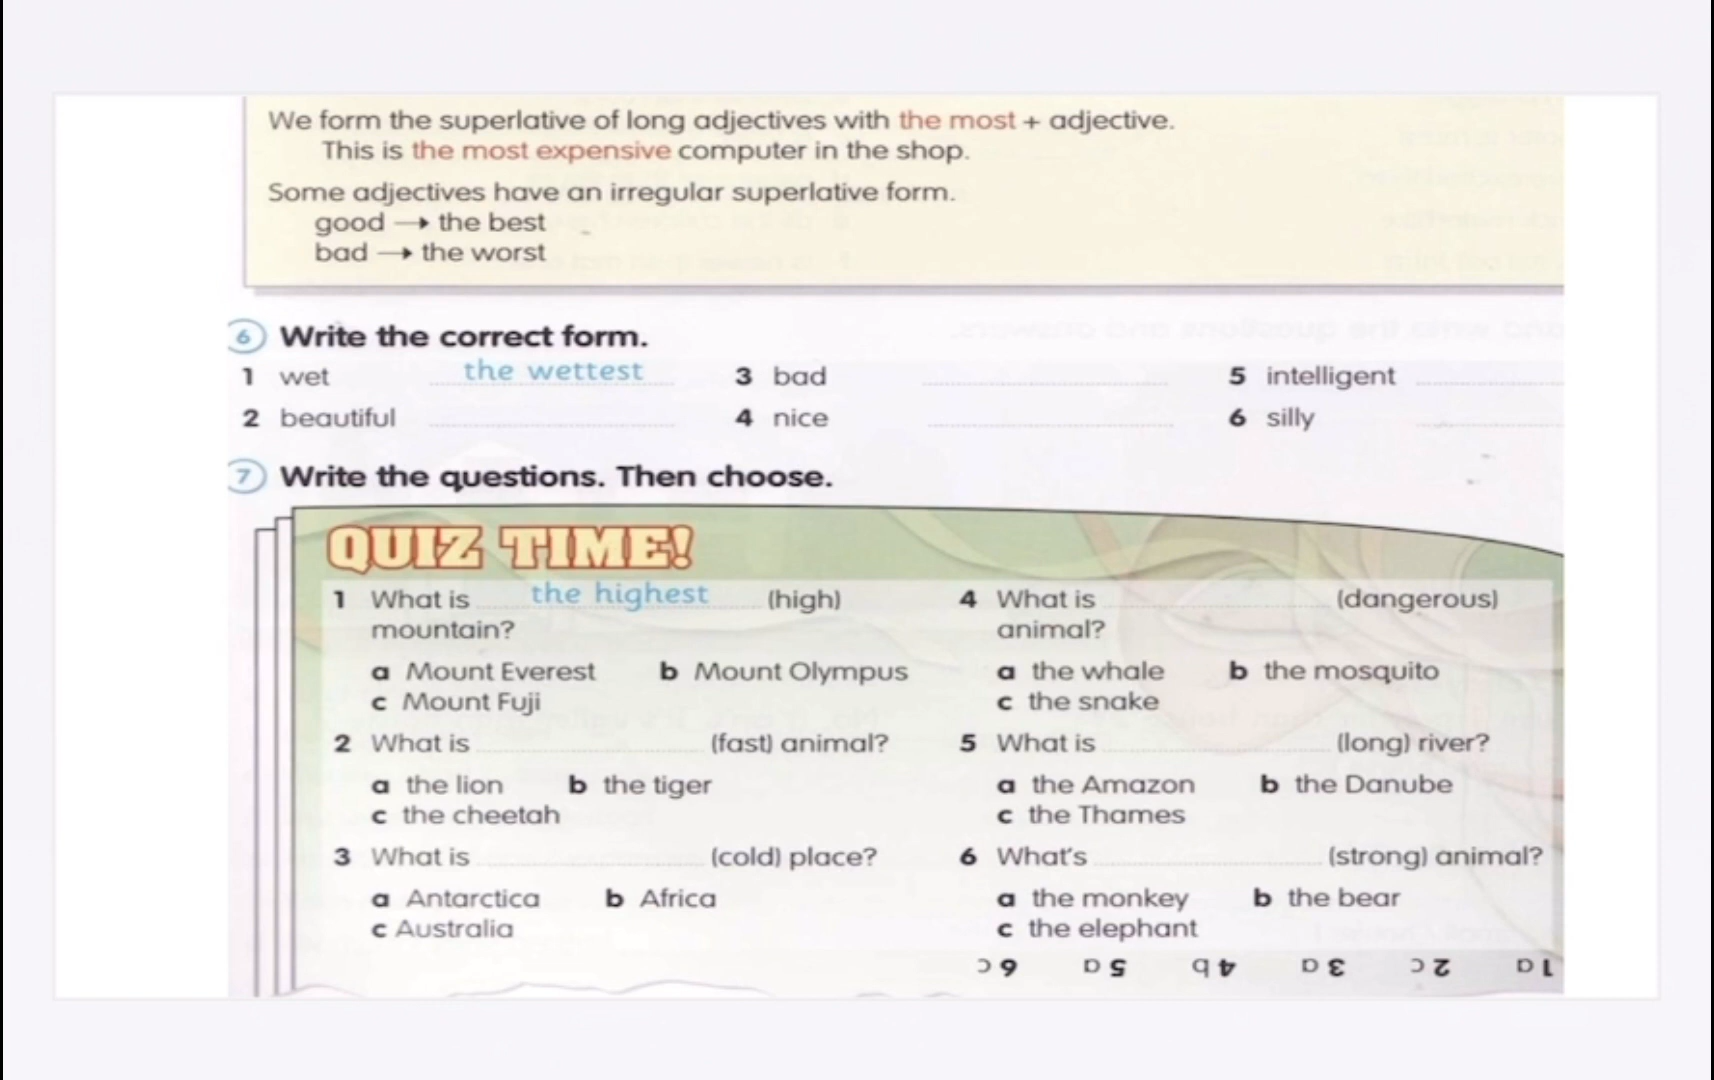 We form the superlative of long adjectives with the most + adjective.
This is the most expensive computer in the shop.
Some adjectives have an irregular superlative form.
good → the best
bad → the worst
6 Write the correct form.
1 wet the wettest 3 bad 5 intelligent
2 beautiful 4 nice 6 silly
7 Write the questions. Then choose.
QUIZ TIME!
1 What is the highest (high)
mountain?
a Mount Everest b Mount Olympus
c Mount Fuji
2 What is (fast) animal?
a the lion b the tiger
c the cheetah
3 What is (cold) place?
a Antarctica b Africa
c Australia
4 What is (dangerous)
animal?
a the whale b the mosquito
c the snake
5 What is (long) river?
a the Amazon b the Danube
c the Thames
6 What's (strong) animal?
a the monkey b the bear
c the elephant
1 a 2 c 3 a 4 b 5 a 6 c